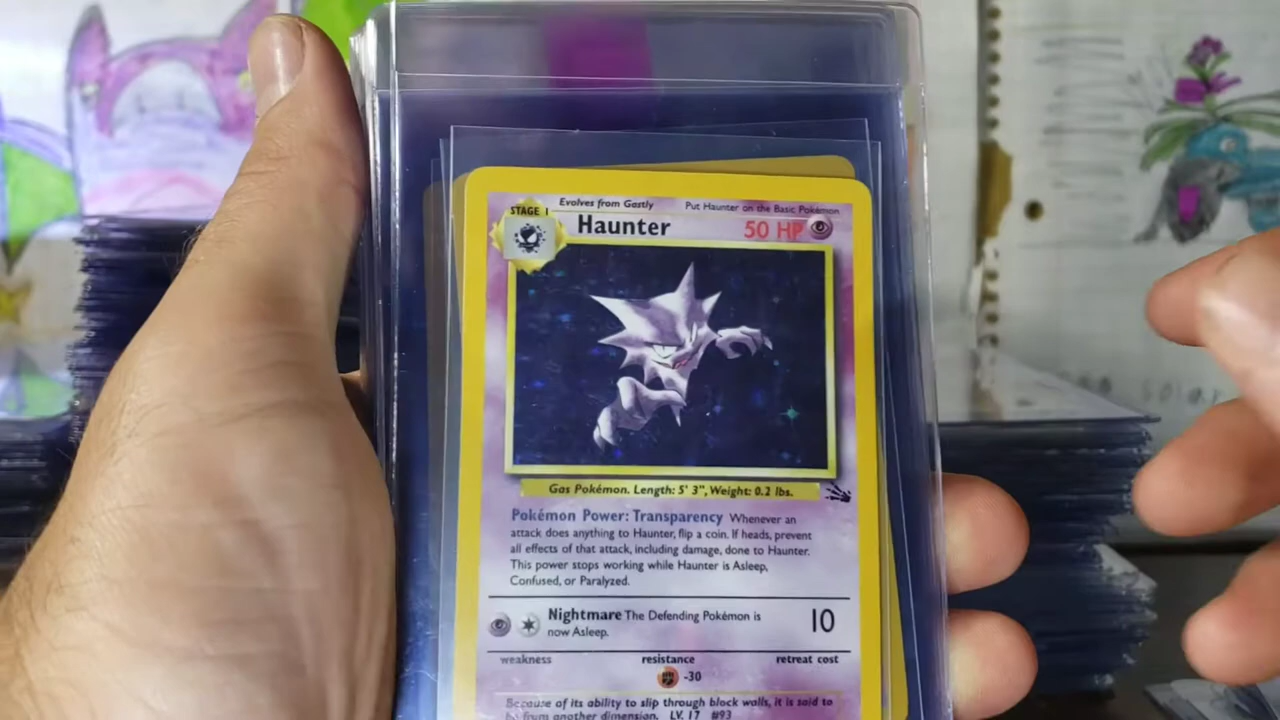 Evolves from Gastly
Put Haunter on the Basic Pokémon
STAGE 1
Haunter
50 HP
Gas Pokémon. Length: 5' 3", Weight: 0.2 lbs.
Pokémon Power: Transparency Whenever an
attack does anything to Haunter, flip a coin. If heads, prevent
all effects of that attack, including damage, done to Haunter.
This power stops working while Haunter is Asleep,
Confused, or Paralyzed.
Nightmare The Defending Pokémon is
now Asleep.
10
weakness
resistance
retreat cost
-30
Because of its ability to slip through block walls, it is said to
be from another dimension. LV. 17 #93